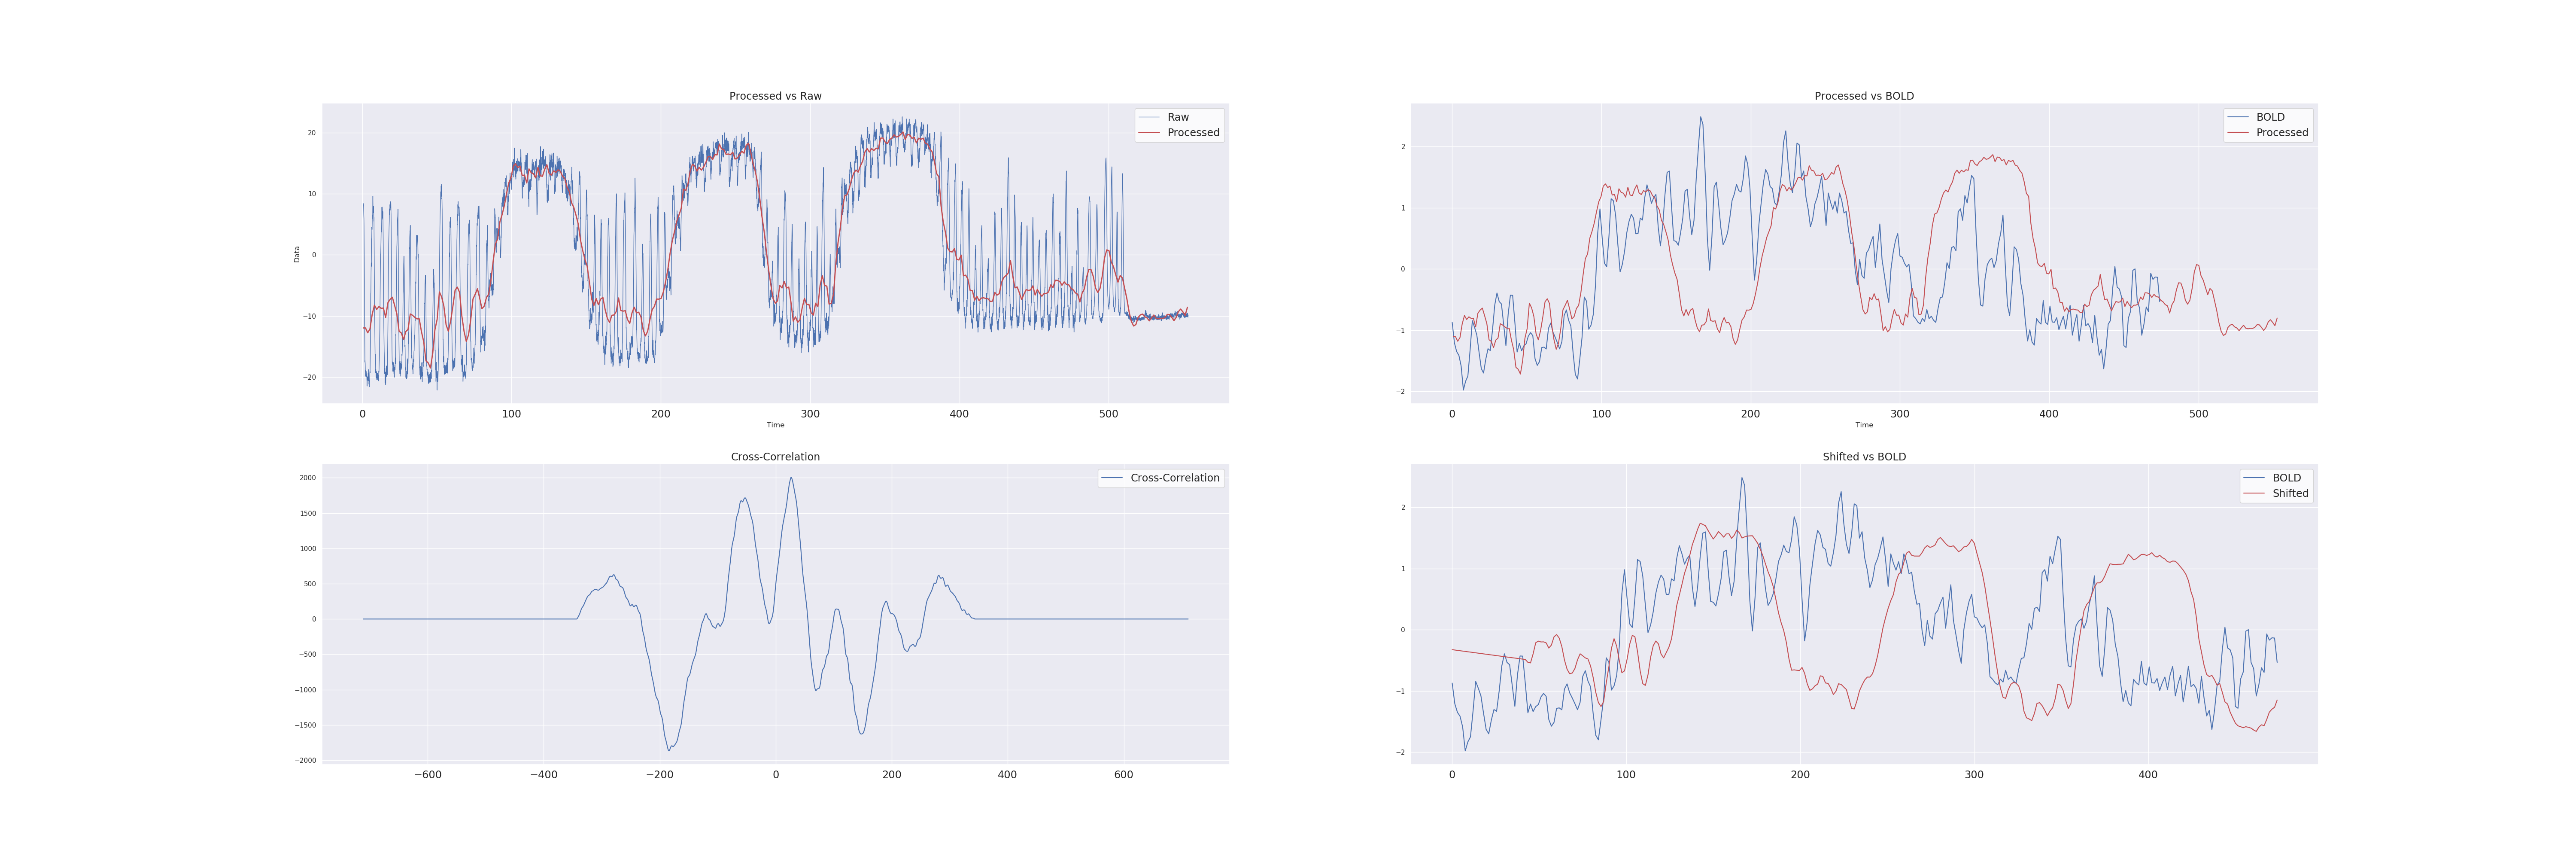 Processed vs Raw
Raw
Processed
Data
20
10
0
−10
−20
0 100 200 300 400 500
Time
Processed vs BOLD
BOLD
Processed
2
1
0
−1
−2
0 100 200 300 400 500
Time
Cross-Correlation
Cross-Correlation
2000
1500
1000
500
0
−500
−1000
−1500
−2000
−600 −400 −200 0 200 400 600
Shifted vs BOLD
BOLD
Shifted
2
1
0
−1
−2
0 100 200 300 400